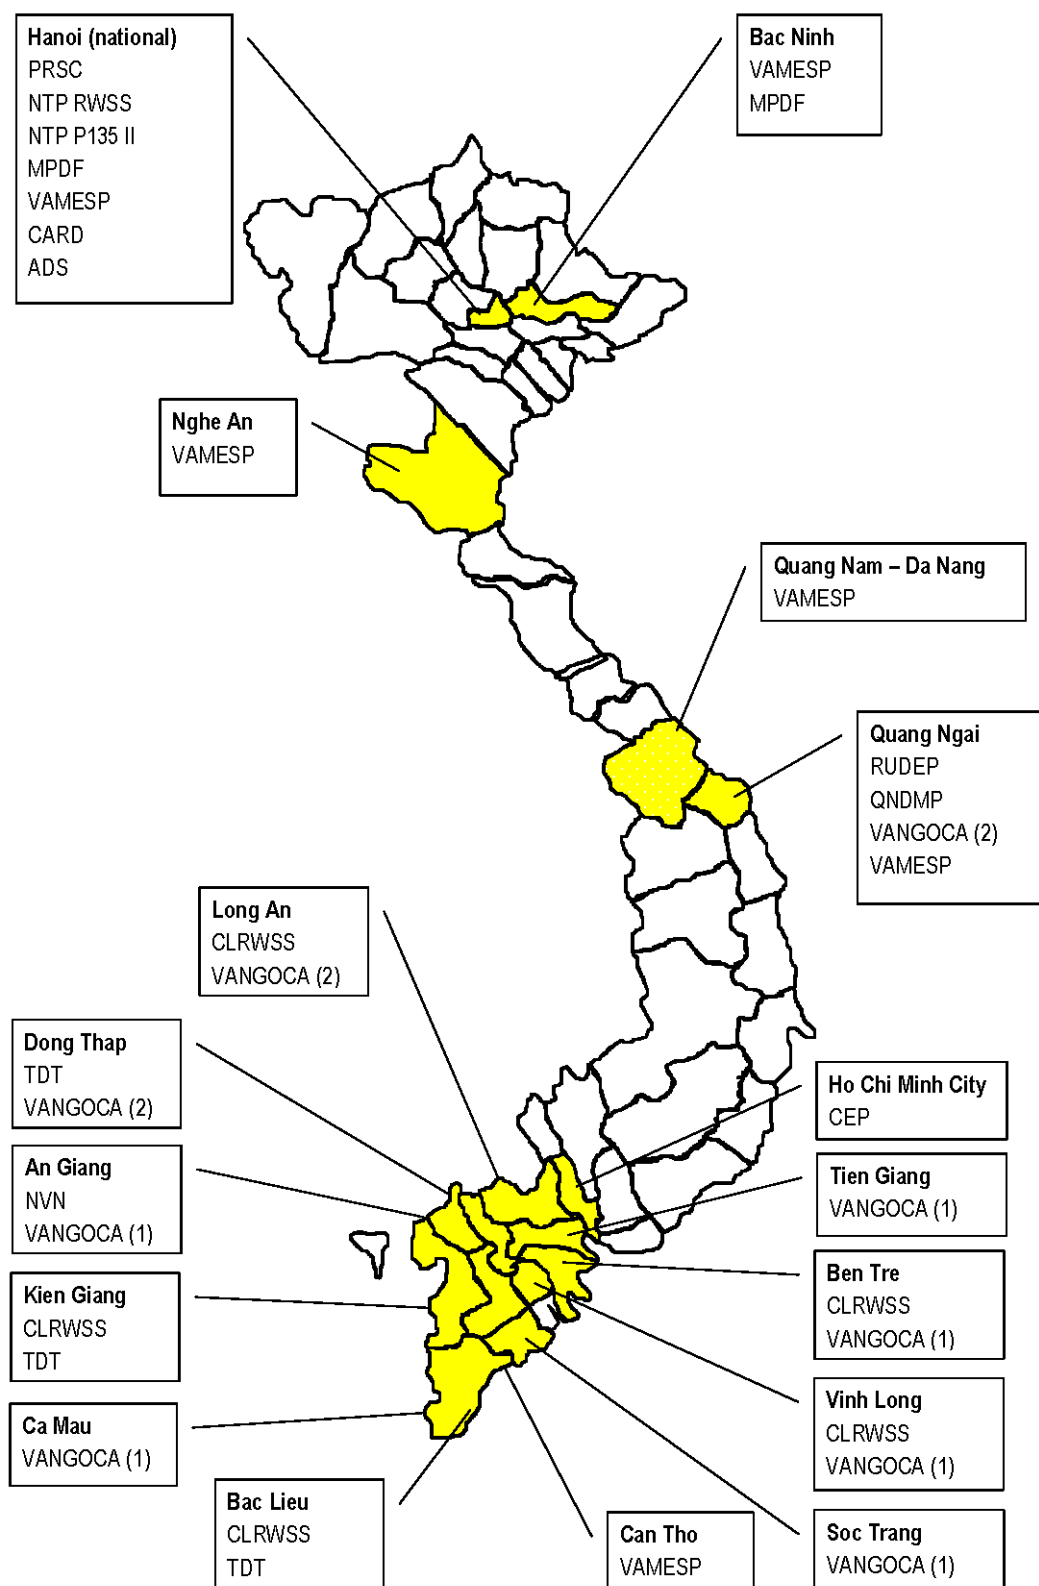 Hanoi (national)
PRSC
NTP RWSS
NTP P135 II
MPDF
VAMESP
CARD
ADS
Bac Ninh
VAMESP
MPDF
Nghe An
VAMESP
Quang Nam – Da Nang
VAMESP
Quang Ngai
RUDEP
QNDMP
VANGOCA (2)
VAMESP
Long An
CLRWSS
VANGOCA (2)
Dong Thap
TDT
VANGOCA (2)
An Giang
NVN
VANGOCA (1)
Kien Giang
CLRWSS
TDT
Ca Mau
VANGOCA (1)
Bac Lieu
CLRWSS
TDT
Can Tho
VAMESP
Ho Chi Minh City
CEP
Tien Giang
VANGOCA (1)
Ben Tre
CLRWSS
VANGOCA (1)
Vinh Long
CLRWSS
VANGOCA (1)
Soc Trang
VANGOCA (1)